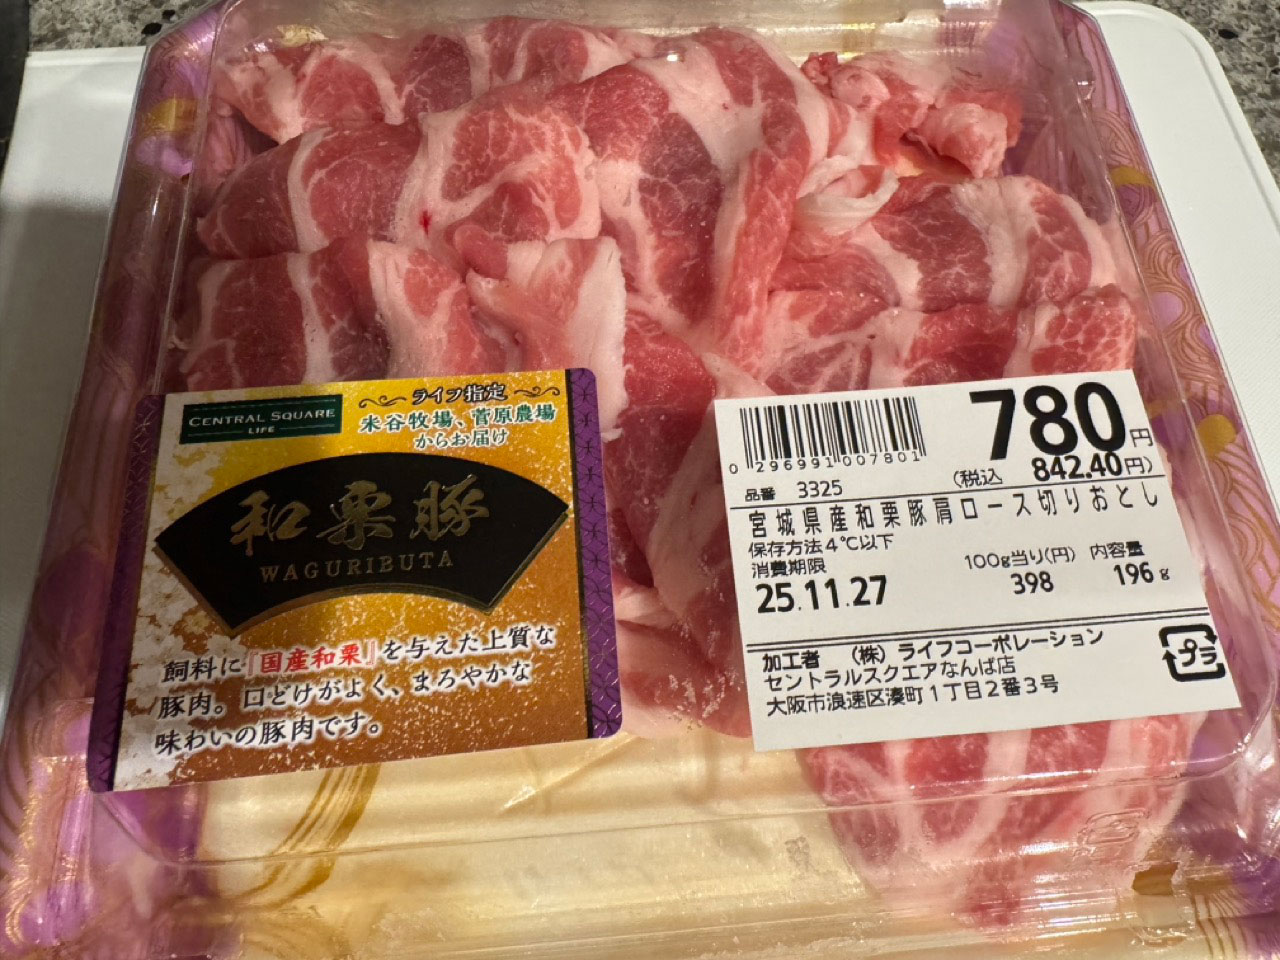 CENTRAL SQUARE
LIFE
ライフ指定
米谷牧場、菅原農場
からお届け
和栗豚
WAGURIBUTA
飼料に『国産和栗』を与えた上質な
豚肉。口どけがよく、まろやかな
味わいの豚肉です。
0 296991 007801
780円
(税込 842.40円)
品番 3325
宮城県産和栗豚肩ロース切りおとし
保存方法4℃以下
消費期限
25.11.27
100g当り(円) 内容量
398 196g
加工者 (株)ライフコーポレーション
セントラルスクエアなんば店
大阪市浪速区湊町1丁目2番3号
プラ